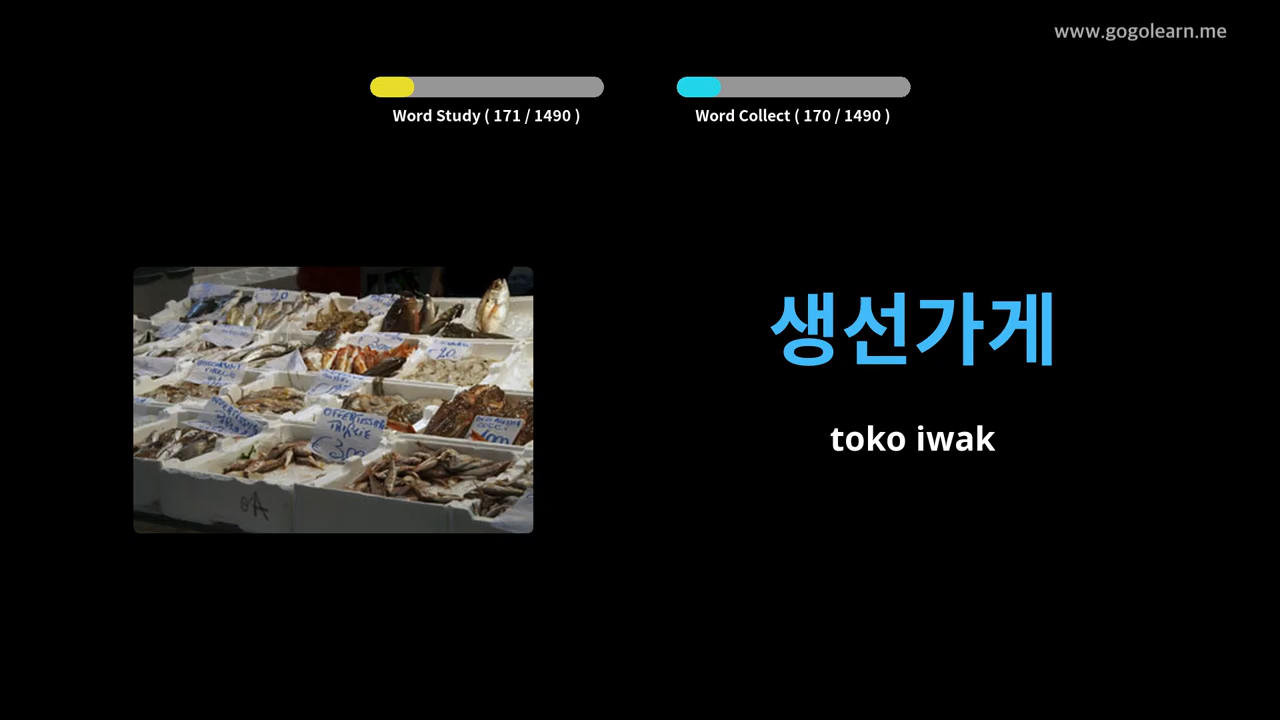 www.gogolearn.me
Word Study ( 171 / 1490 )
Word Collect ( 170 / 1490 )
생선가게
toko iwak